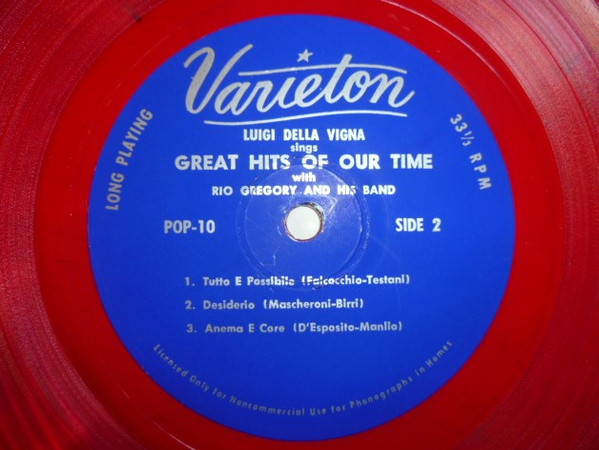 Varieton
LONG PLAYING
33⅓ RPM
LUIGI DELLA VIGNA
sings
GREAT HITS OF OUR TIME
with
RIO GREGORY AND HIS BAND
POP-10
SIDE 2
1. Tutto E Possibile (Falcocchio-Testani)
2. Desiderio (Mascheroni-Birri)
3. Anema E Core (D'Esposito-Manlio)
Licensed Only for Noncommercial Use for Phonographs in Homes